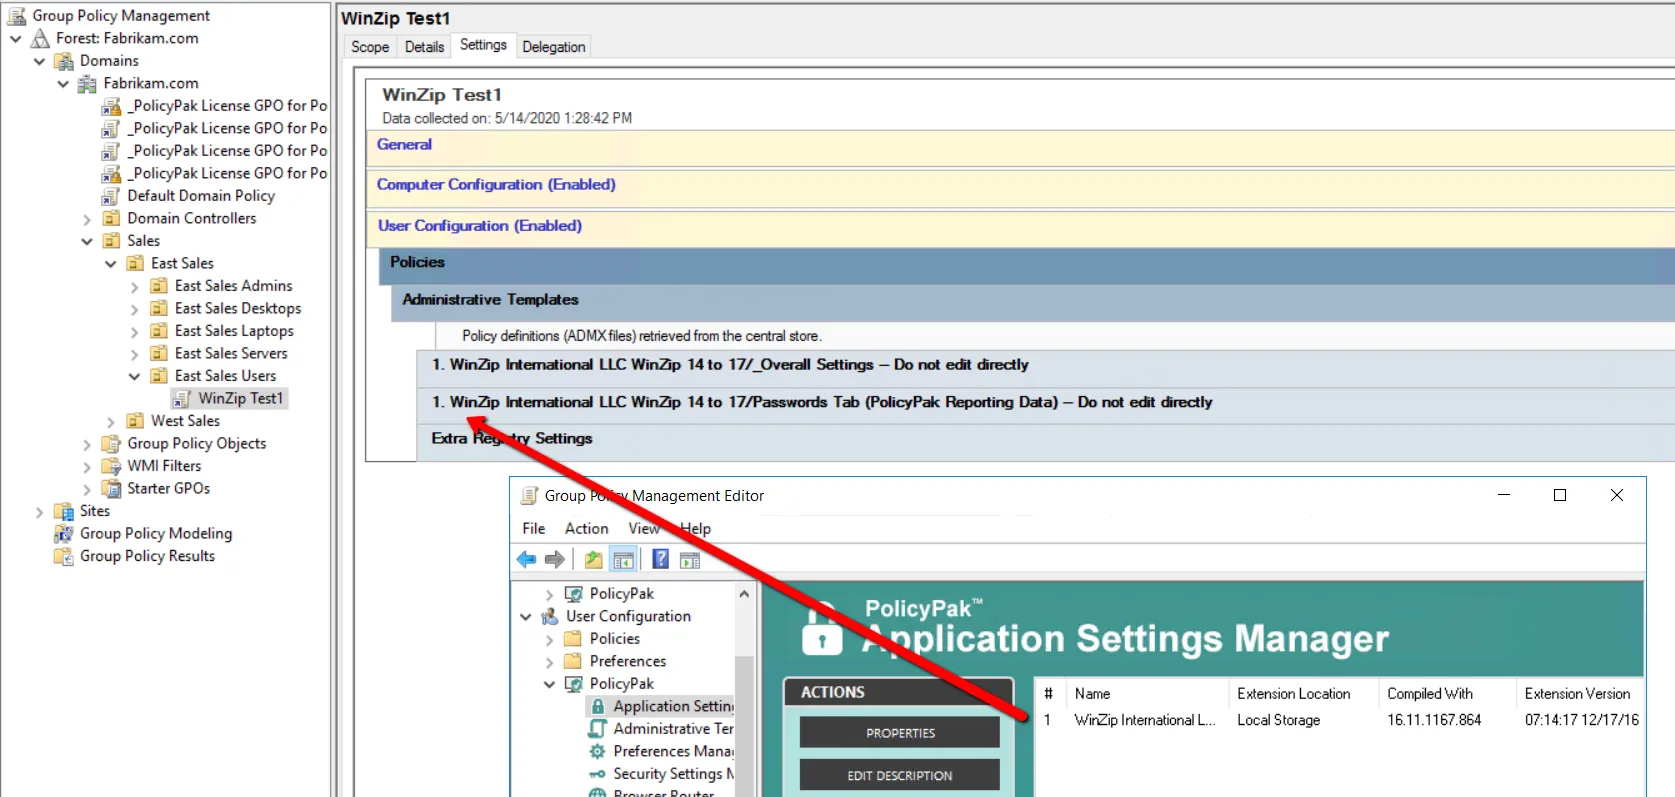 Group Policy Management
Forest: Fabrikam.com
Domains
Fabrikam.com
_PolicyPak License GPO for Po
_PolicyPak License GPO for Po
_PolicyPak License GPO for Po
_PolicyPak License GPO for Po
Default Domain Policy
Domain Controllers
Sales
East Sales
East Sales Admins
East Sales Desktops
East Sales Laptops
East Sales Servers
East Sales Users
WinZip Test1
West Sales
Group Policy Objects
WMI Filters
Starter GPOs
Sites
Group Policy Modeling
Group Policy Results
WinZip Test1
Scope Details Settings Delegation
WinZip Test1
Data collected on: 5/14/2020 1:28:42 PM
General
Computer Configuration (Enabled)
User Configuration (Enabled)
Policies
Administrative Templates
Policy definitions (ADMX files) retrieved from the central store.
1. WinZip International LLC WinZip 14 to 17/_Overall Settings – Do not edit directly
1. WinZip International LLC WinZip 14 to 17/Passwords Tab (PolicyPak Reporting Data) – Do not edit directly
Extra Registry Settings
Group Policy Management Editor
File Action View Help
PolicyPak
User Configuration
Policies
Preferences
PolicyPak
Application Settin
Administrative Ter
Preferences Mana
Security Settings M
Browser Router
PolicyPak™
Application Settings Manager
ACTIONS
PROPERTIES
EDIT DESCRIPTION
# Name Extension Location Compiled With Extension Version
1 WinZip International L... Local Storage 16.11.1167.864 07:14:17 12/17/16